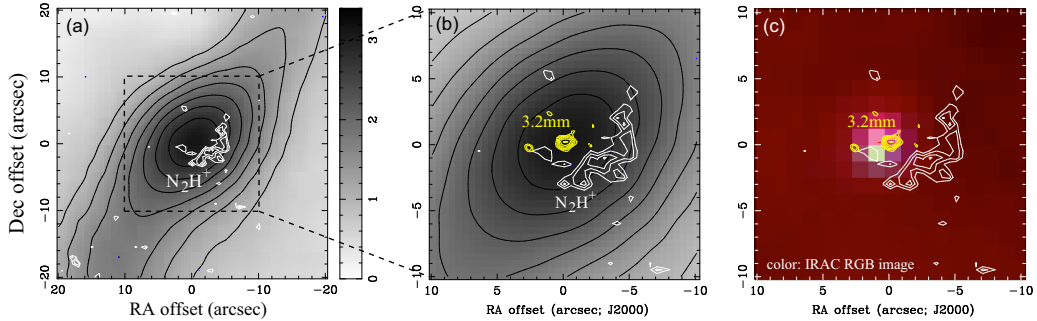 (a)
20
10
0
-10
-20
Dec offset (arcsec)
N2H+
20
10
0
-10
-20
RA offset (arcsec)
3
2
1
0
(b)
10
5
0
-5
-10
3.2mm
N2H+
10
5
0
-5
-10
RA offset (arcsec; J2000)
(c)
10
5
0
-5
-10
3.2mm
N2H+
color: IRAC RGB image
10
5
0
-5
-10
RA offset (arcsec; J2000)